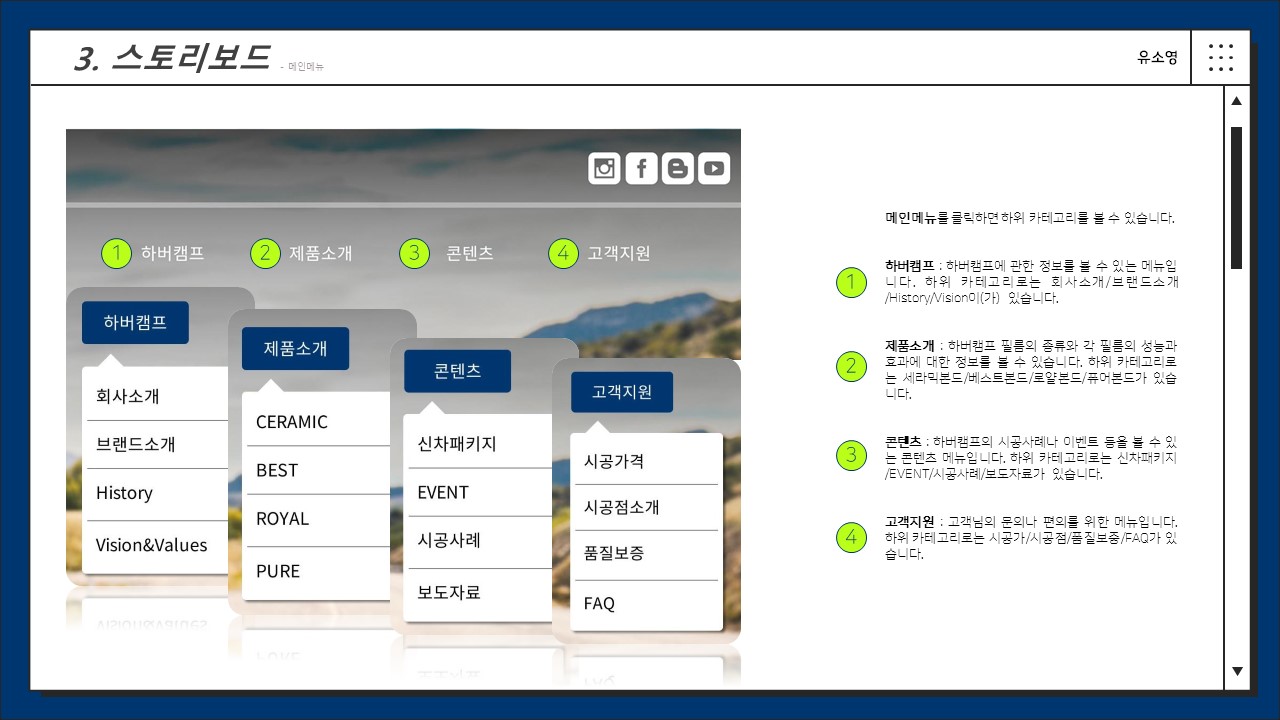 3. 스토리보드 - 메인메뉴
유소영
1 하버캠프 2 제품소개 3 콘텐츠 4 고객지원
하버캠프
회사소개
브랜드소개
History
Vision&Values
제품소개
CERAMIC
BEST
ROYAL
PURE
콘텐츠
신차패키지
EVENT
시공사례
보도자료
고객지원
시공가격
시공점소개
품질보증
FAQ
메인메뉴를 클릭하면 하위 카테고리를 볼 수 있습니다.
1
하버캠프 : 하버캠프에 관한 정보를 볼 수 있는 메뉴입
니다. 하위 카테고리로는 회사소개/브랜드소개
/History/Vision이(가) 있습니다.
2
제품소개 : 하버캠프 필름의 종류와 각 필름의 성능과
효과에 대한 정보를 볼 수 있습니다. 하위 카테고리로
는 세라믹본드/베스트본드/로얄본드/퓨어본드가 있습
니다.
3
콘텐츠 : 하버캠프의 시공사례나 이벤트 등을 볼 수 있
는 콘텐츠 메뉴입니다. 하위 카테고리로는 신차패키지
/EVENT/시공사례/보도자료가 있습니다.
4
고객지원 : 고객님의 문의나 편의를 위한 메뉴입니다.
하위 카테고리로는 시공가/시공점/품질보증/FAQ가 있
습니다.